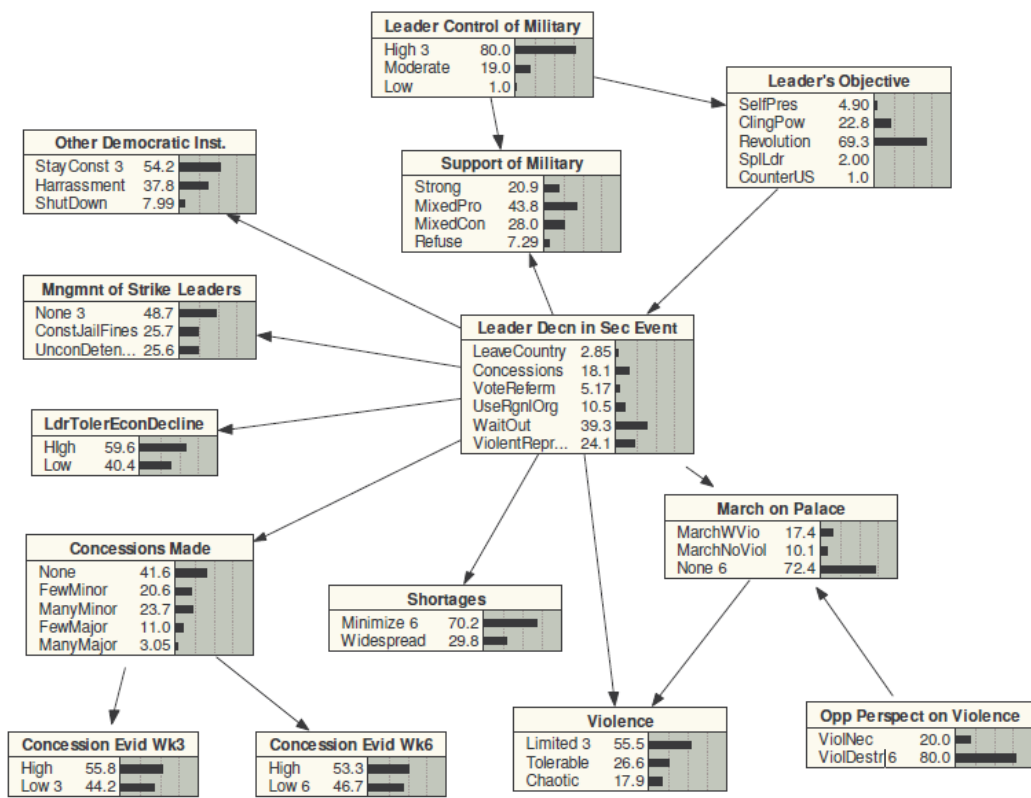 Leader Control of Military
High 3 80.0
Moderate 19.0
Low 1.0
Leader's Objective
SelfPres 4.90
ClingPow 22.8
Revolution 69.3
SplLdr 2.00
CounterUS 1.0
Other Democratic Inst.
StayConst 3 54.2
Harrassment 37.8
ShutDown 7.99
Support of Military
Strong 20.9
MixedPro 43.8
MixedCon 28.0
Refuse 7.29
Mngmnt of Strike Leaders
None 3 48.7
ConstJailFines 25.7
UnconDeten... 25.6
Leader Decn in Sec Event
LeaveCountry 2.85
Concessions 18.1
VoteReferm 5.17
UseRgnlOrg 10.5
WaitOut 39.3
ViolentRepr... 24.1
LdrTolerEconDecline
HIgh 59.6
Low 40.4
March on Palace
MarchWVio 17.4
MarchNoViol 10.1
None 6 72.4
Concessions Made
None 41.6
FewMinor 20.6
ManyMinor 23.7
FewMajor 11.0
ManyMajor 3.05
Shortages
Minimize 6 70.2
Widespread 29.8
Concession Evid Wk3
High 55.8
Low 3 44.2
Concession Evid Wk6
High 53.3
Low 6 46.7
Violence
Limited 3 55.5
Tolerable 26.6
Chaotic 17.9
Opp Perspect on Violence
ViolNec 20.0
ViolDestr 6 80.0